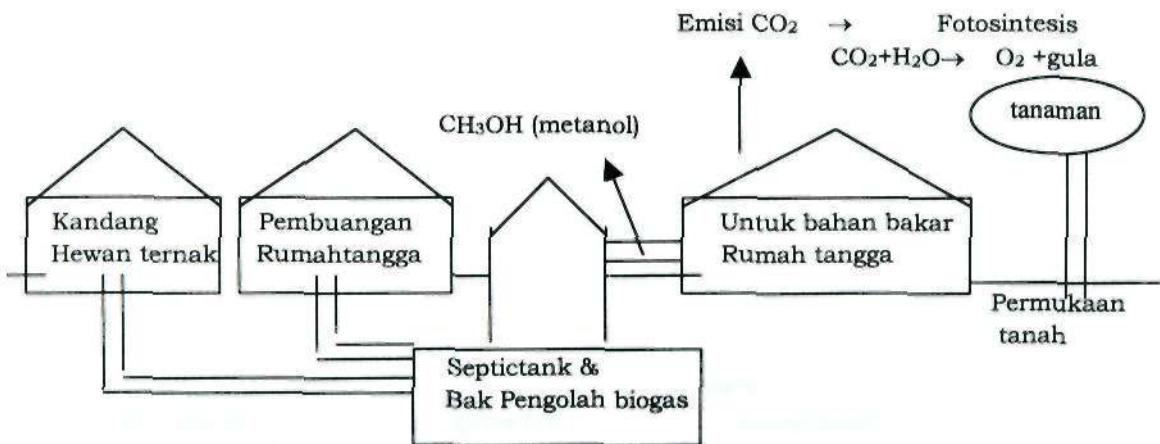 Emisi CO₂ → Fotosintesis
CO₂+H₂O→ O₂ +gula
tanaman
CH₃OH (metanol)
Kandang
Hewan ternak
Pembuangan
Rumahtangga
Untuk bahan bakar
Rumah tangga
Permukaan
tanah
Septictank &
Bak Pengolah biogas